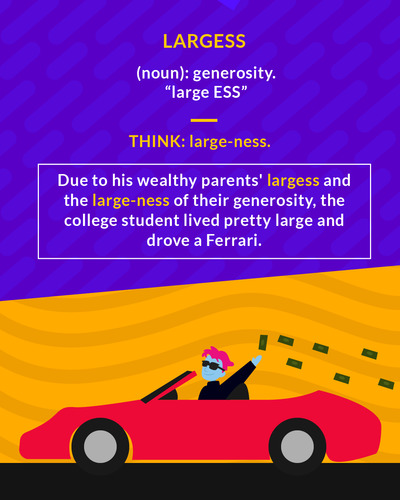 LARGESS
(noun): generosity.
“large ESS”
THINK: large-ness.
Due to his wealthy parents' largess and
the large-ness of their generosity, the
college student lived pretty large and
drove a Ferrari.